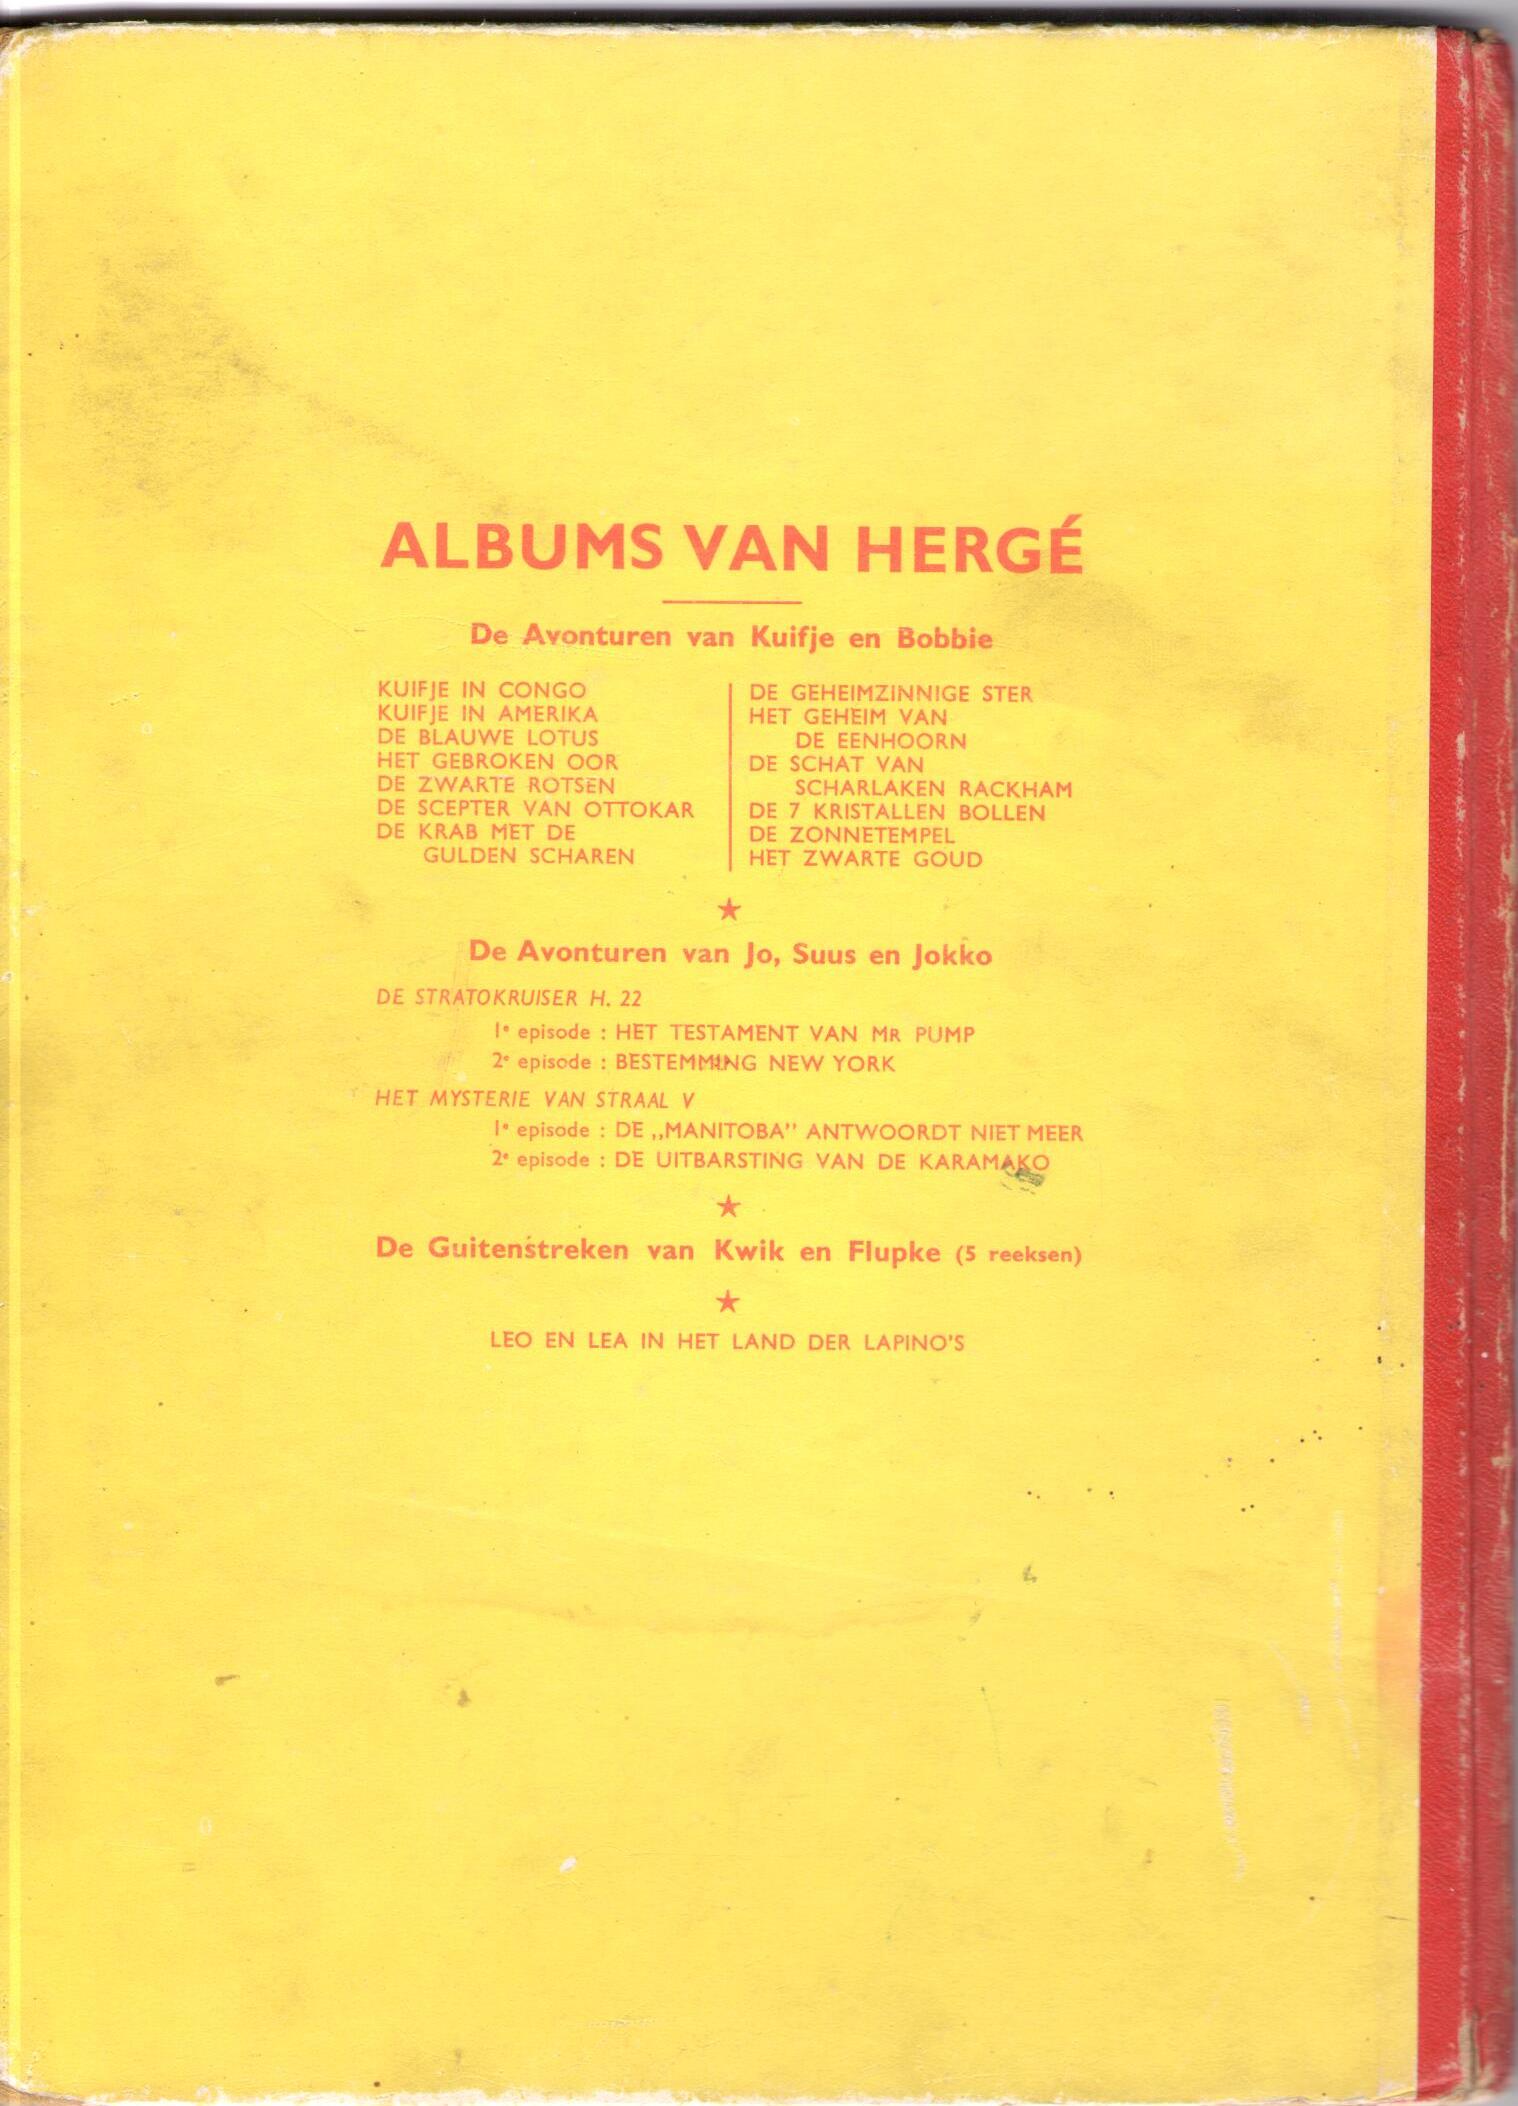 ALBUMS VAN HERGÉ
De Avonturen van Kuifje en Bobbie
KUIFJE IN CONGO
KUIFJE IN AMERIKA
DE BLAUWE LOTUS
HET GEBROKEN OOR
DE ZWARTE ROTSEN
DE SCEPTER VAN OTTOKAR
DE KRAB MET DE
GULDEN SCHAREN
DE GEHEIMZINNIGE STER
HET GEHEIM VAN
DE EENHOORN
DE SCHAT VAN
SCHARLAKEN RACKHAM
DE 7 KRISTALLEN BOLLEN
DE ZONNETEMPEL
HET ZWARTE GOUD
★
De Avonturen van Jo, Suus en Jokko
DE STRATOKRUISER H. 22
1e episode : HET TESTAMENT VAN MR PUMP
2e episode : BESTEMMING NEW YORK
HET MYSTERIE VAN STRAAL V
1e episode : DE „MANITOBA" ANTWOORDT NIET MEER
2e episode : DE UITBARSTING VAN DE KARAMAKO
★
De Guitenstreken van Kwik en Flupke (5 reeksen)
★
LEO EN LEA IN HET LAND DER LAPINO'S